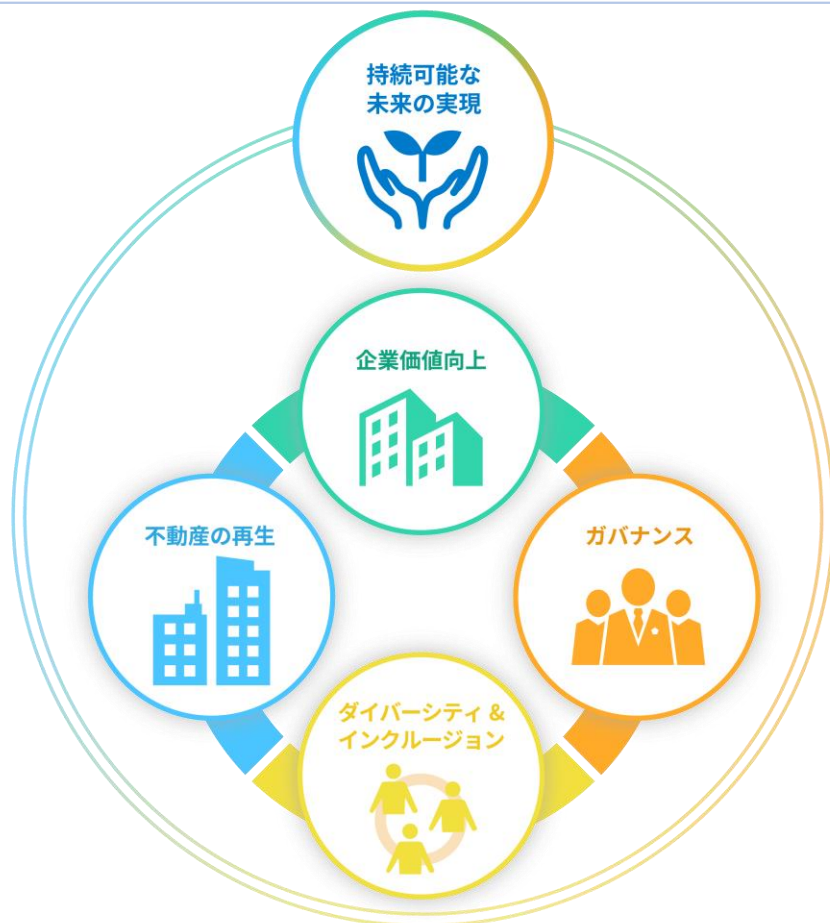 持続可能な
未来の実現
企業価値向上
不動産の再生
ガバナンス
ダイバーシティ &
インクルージョン